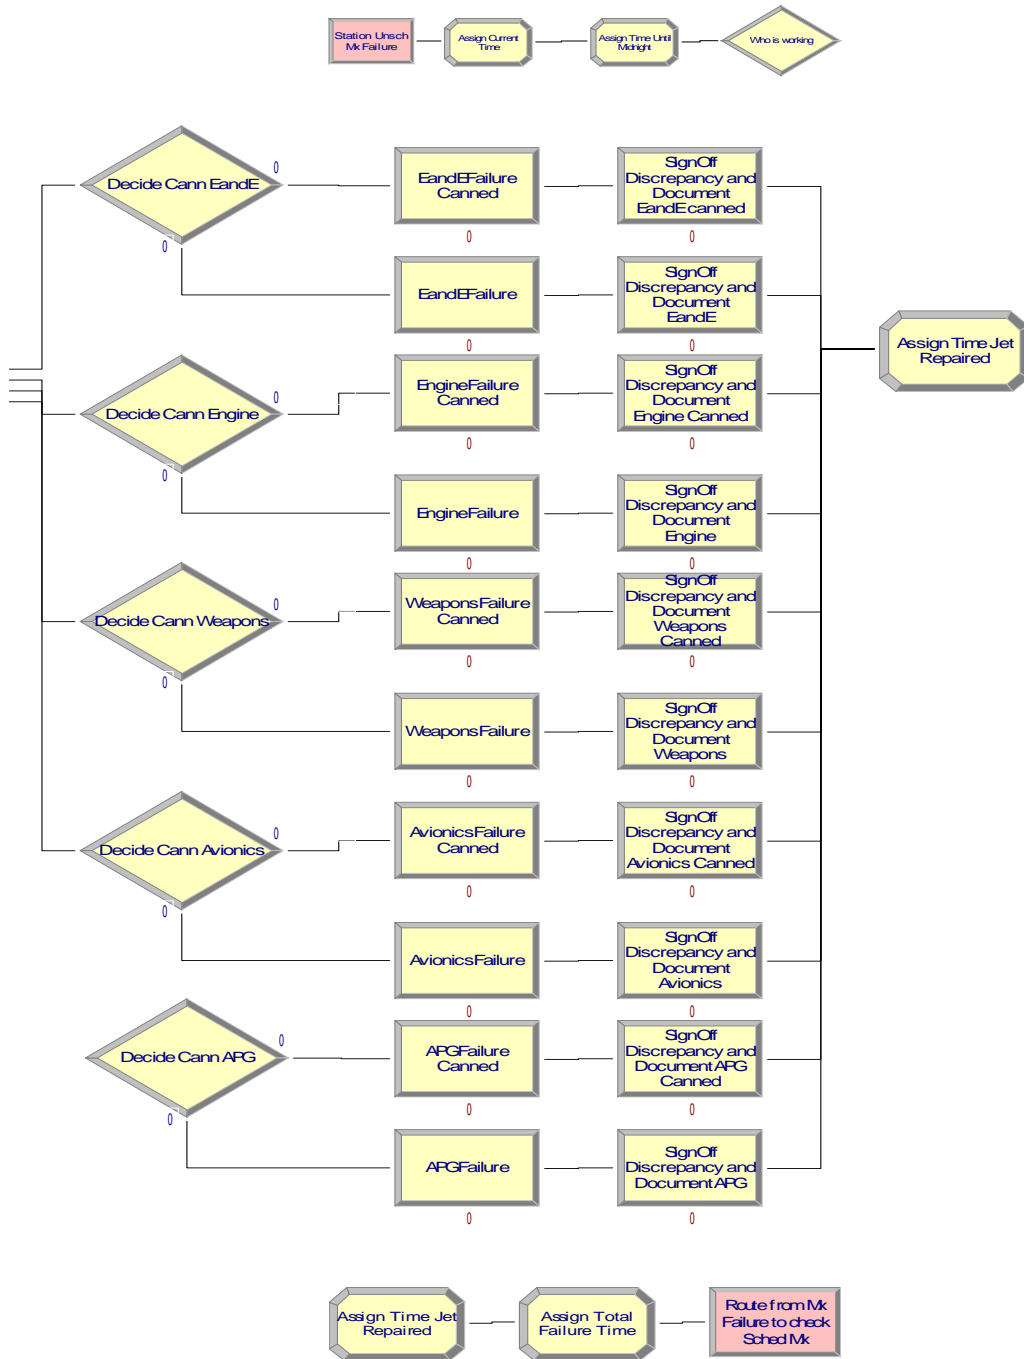 Station Unsch
Mx Failure
Assign Current
Time
Assign Time Until
Midnight
Who is working
Decide Cann EandE
0
0
EandEFailure
Canned
0
SignOff
Discrepancy and
Document
EandE canned
0
EandEFailure
0
SignOff
Discrepancy and
Document
EandE
0
Assign Time Jet
Repaired
Decide Cann Engine
0
0
EngineFailure
Canned
0
SignOff
Discrepancy and
Document
Engine Canned
0
EngineFailure
0
SignOff
Discrepancy and
Document
Engine
0
Decide Cann Weapons
0
0
WeaponsFailure
Canned
0
SignOff
Discrepancy and
Document
Weapons
Canned
0
WeaponsFailure
0
SignOff
Discrepancy and
Document
Weapons
0
Decide Cann Avionics
0
0
AvionicsFailure
Canned
0
SignOff
Discrepancy and
Document
Avionics Canned
0
AvionicsFailure
0
SignOff
Discrepancy and
Document
Avionics
0
Decide Cann APG
0
0
APGFailure
Canned
0
SignOff
Discrepancy and
Document APG
Canned
0
APGFailure
0
SignOff
Discrepancy and
Document APG
0
Assign Time Jet
Repaired
Assign Total
Failure Time
Route from Mx
Failure to check
Sched Mx